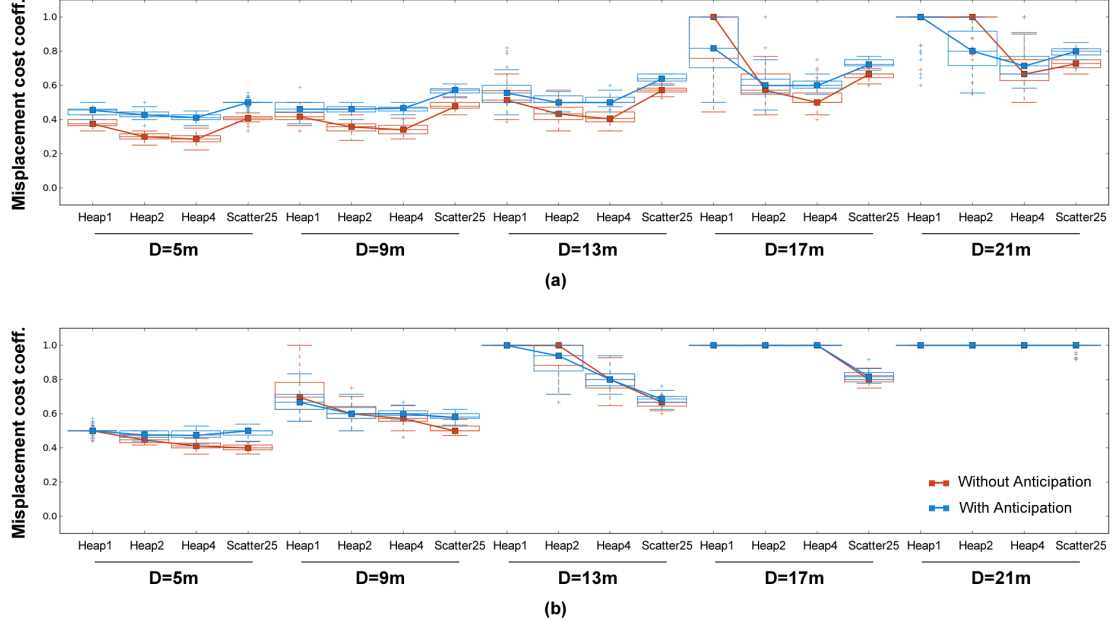 (a)
Misplacement cost coeff.
1.0
0.8
0.6
0.4
0.2
0.0
Heap1 Heap2 Heap4 Scatter25 Heap1 Heap2 Heap4 Scatter25 Heap1 Heap2 Heap4 Scatter25 Heap1 Heap2 Heap4 Scatter25 Heap1 Heap2 Heap4 Scatter25
D=5m D=9m D=13m D=17m D=21m
(a)
Misplacement cost coeff.
1.0
0.8
0.6
0.4
0.2
0.0
Without Anticipation
With Anticipation
Heap1 Heap2 Heap4 Scatter25 Heap1 Heap2 Heap4 Scatter25 Heap1 Heap2 Heap4 Scatter25 Heap1 Heap2 Heap4 Scatter25 Heap1 Heap2 Heap4 Scatter25
D=5m D=9m D=13m D=17m D=21m
(b)